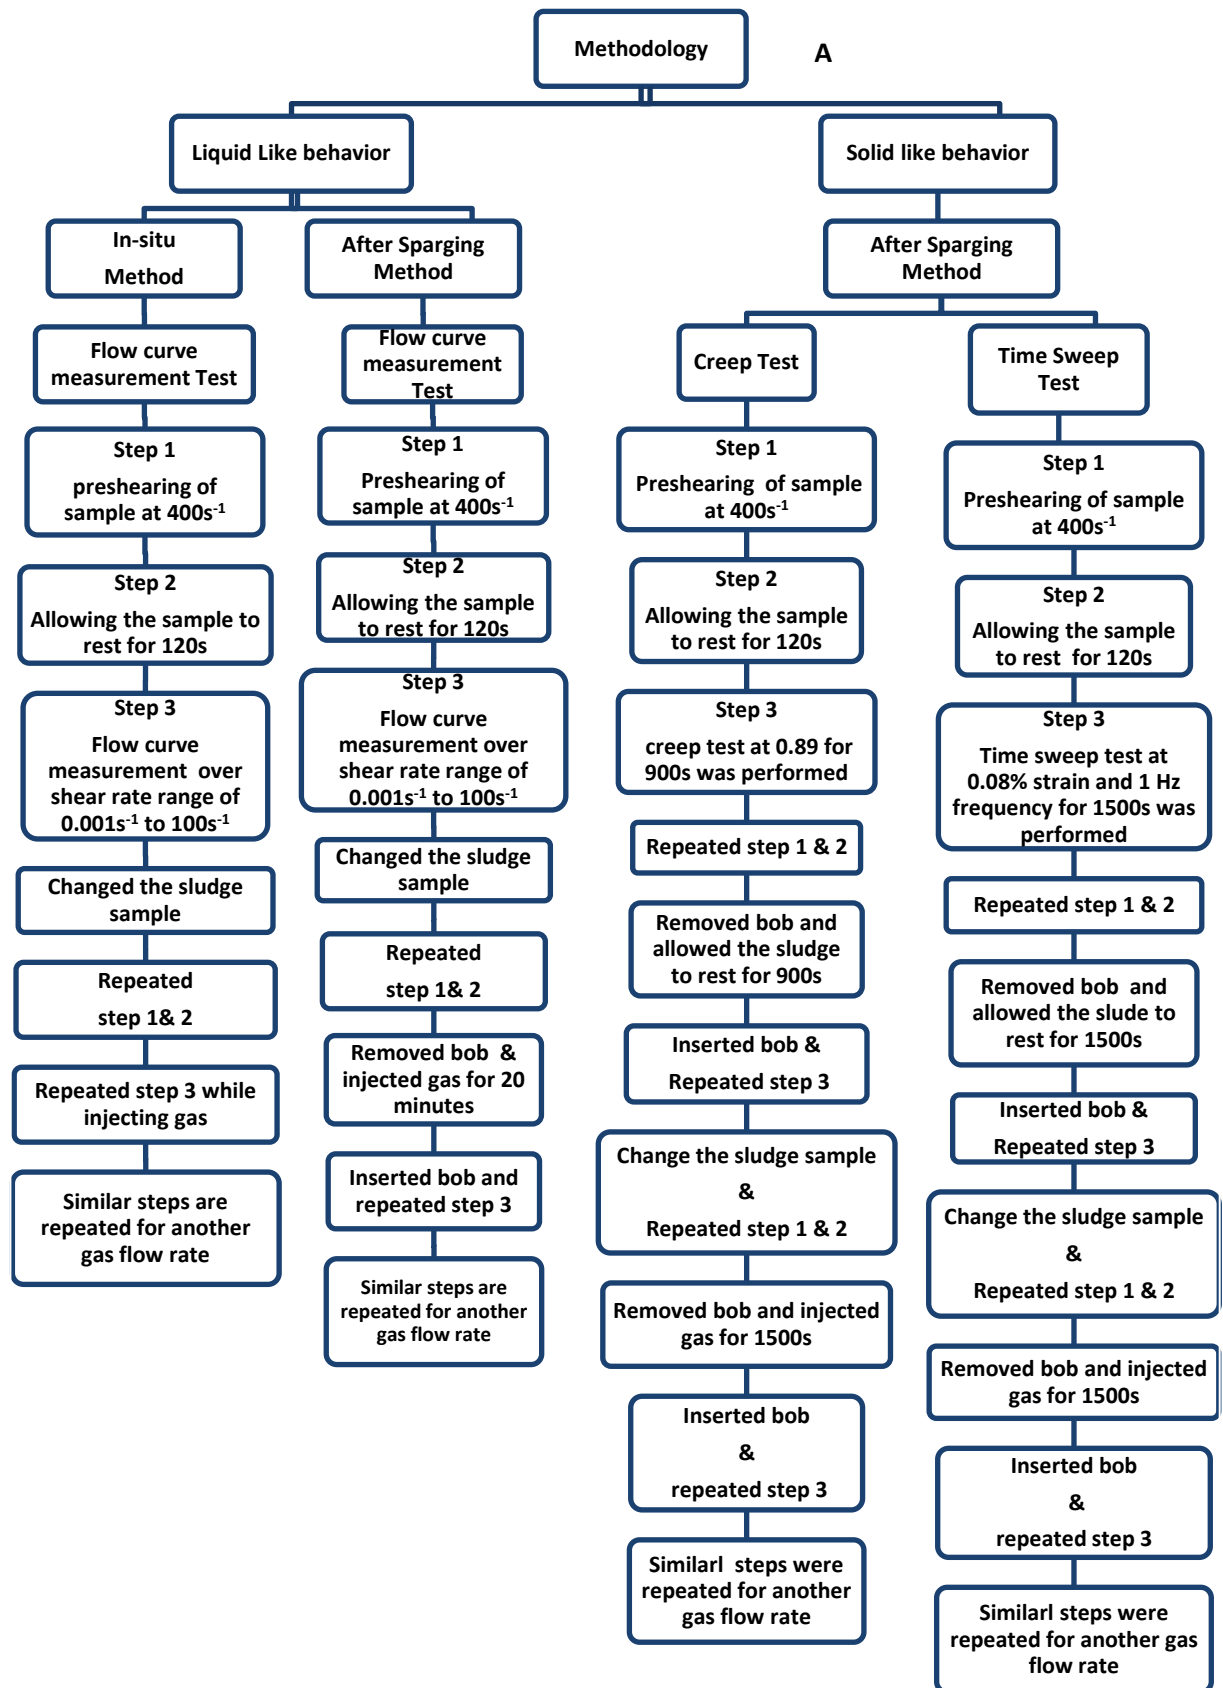 Methodology
A
Liquid Like behavior
Solid like behavior
In-situ
Method
After Sparging
Method
After Sparging
Method
Flow curve
measurement Test
Flow curve
measurement
Test
Creep Test
Time Sweep
Test
Step 1
preshearing of
sample at 400s⁻¹
Step 2
Allowing the sample to
rest for 120s
Step 3
Flow curve
measurement over
shear rate range of
0.001s⁻¹ to 100s⁻¹
Changed the sludge
sample
Repeated
step 1& 2
Repeated step 3 while
injecting gas
Similar steps are
repeated for another
gas flow rate
Step 1
Preshearing of
sample at 400s⁻¹
Step 2
Allowing the sample
to rest for 120s
Step 3
Flow curve
measurement over
shear rate range of
0.001s⁻¹ to 100s⁻¹
Changed the sludge
sample
Repeated
step 1& 2
Removed bob &
injected gas for 20
minutes
Inserted bob and
repeated step 3
Similar steps are
repeated for another
gas flow rate
Step 1
Preshearing of sample
at 400s⁻¹
Step 2
Allowing the sample
to rest for 120s
Step 3
creep test at 0.89 for
900s was performed
Repeated step 1 & 2
Removed bob and
allowed the sludge
to rest for 900s
Inserted bob &
Repeated step 3
Change the sludge sample
&
Repeated step 1 & 2
Removed bob and injected
gas for 1500s
Inserted bob
&
repeated step 3
Similarl steps were
repeated for another
gas flow rate
Step 1
Preshearing of sample
at 400s⁻¹
Step 2
Allowing the sample
to rest for 120s
Step 3
Time sweep test at
0.08% strain and 1 Hz
frequency for 1500s was
performed
Repeated step 1 & 2
Removed bob and
allowed the slude to
rest for 1500s
Inserted bob &
Repeated step 3
Change the sludge sample
&
Repeated step 1 & 2
Removed bob and injected
gas for 1500s
Inserted bob
&
repeated step 3
Similarl steps were
repeated for another gas
flow rate